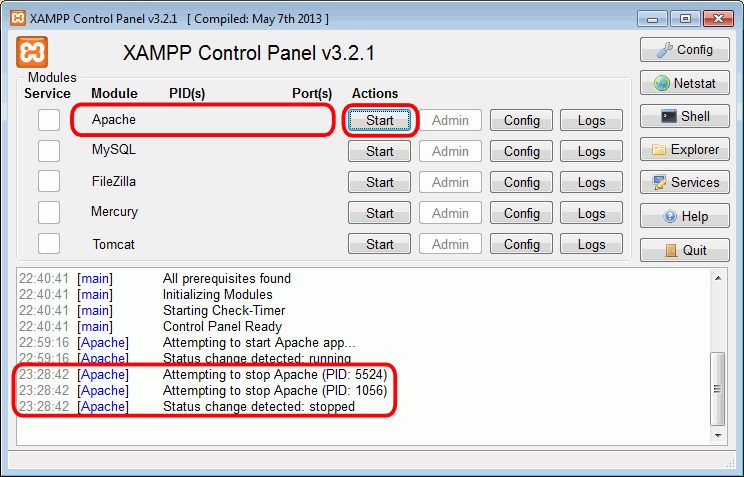 XAMPP Control Panel v3.2.1 [ Compiled: May 7th 2013 ]
XAMPP Control Panel v3.2.1
Config
Modules
Service Module PID(s) Port(s) Actions
Netstat
Apache Start Admin Config Logs
Shell
MySQL Start Admin Config Logs
Explorer
FileZilla Start Admin Config Logs
Services
Mercury Start Admin Config Logs
Help
Tomcat Start Admin Config Logs
Quit
22:40:41 [main] All prerequisites found
22:40:41 [main] Initializing Modules
22:40:41 [main] Starting Check-Timer
22:40:41 [main] Control Panel Ready
22:59:16 [Apache] Attempting to start Apache app...
22:59:16 [Apache] Status change detected: running
23:28:42 [Apache] Attempting to stop Apache (PID: 5524)
23:28:42 [Apache] Attempting to stop Apache (PID: 1056)
23:28:42 [Apache] Status change detected: stopped